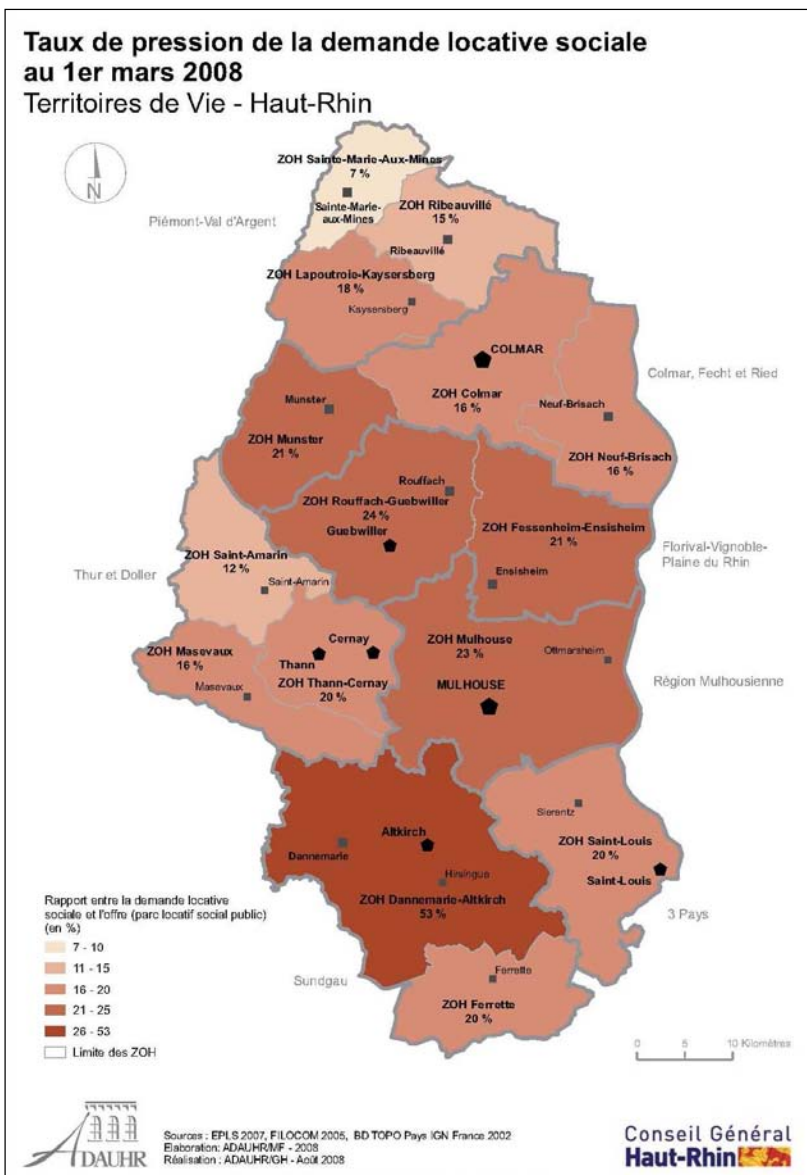 Taux de pression de la demande locative sociale
au 1er mars 2008
Territoires de Vie - Haut-Rhin
N
ZOH Sainte-Marie-Aux-Mines
7 %
Sainte-Marie-
aux-Mines
Piémont-Val d'Argent
ZOH Ribeauvillé
15 %
Ribeauvillé
ZOH Lapoutroie-Kaysersberg
18 %
Kaysersberg
COLMAR
ZOH Colmar
16 %
Colmar, Fecht et Ried
Neuf-Brisach
ZOH Neuf-Brisach
16 %
Munster
ZOH Munster
21 %
Rouffach
ZOH Rouffach-Guebwiller
24 %
Guebwiller
ZOH Fessenheim-Ensisheim
21 %
Ensisheim
Florival-Vignoble-
Plaine du Rhin
ZOH Saint-Amarin
12 %
Saint-Amarin
Thur et Doller
ZOH Masevaux
16 %
Masevaux
Cernay
Thann
ZOH Thann-Cernay
20 %
ZOH Mulhouse
23 %
Ottmarsheim
MULHOUSE
Région Mulhousienne
Altkirch
Dannemarie
Hirsingue
ZOH Dannemarie-Altkirch
53 %
Sierentz
ZOH Saint-Louis
20 %
Saint-Louis
3 Pays
Sundgau
Ferrette
ZOH Ferrette
20 %
Rapport entre la demande locative
sociale et l'offre (parc locatif social public)
(en %)
7 - 10
11 - 15
16 - 20
21 - 25
26 - 53
Limite des ZOH
0 5 10 Kilomètres
ADAUHR
Sources : EPLS 2007, FILOCOM 2005, BD TOPO Pays IGN France 2002
Elaboration: ADAUHR/MF - 2008
Réalisation : ADAUHR/GH - Août 2008
Conseil Général
Haut-Rhin